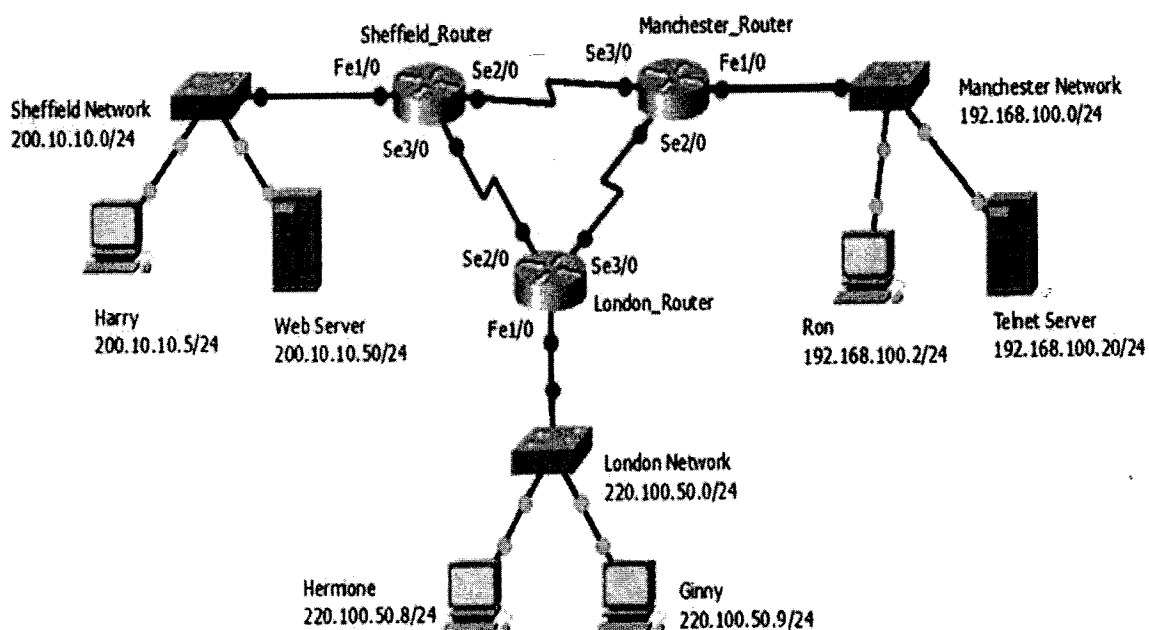 Sheffield_Router
Manchester_Router
Fe1/0
Se2/0
Se3/0
Fe1/0
Sheffield Network
200.10.10.0/24
Manchester Network
192.168.100.0/24
Se3/0
Se2/0
Se2/0
Se3/0
London_Router
Fe1/0
Harry
200.10.10.5/24
Web Server
200.10.10.50/24
Ron
192.168.100.2/24
Telnet Server
192.168.100.20/24
London Network
220.100.50.0/24
Hermione
220.100.50.8/24
Ginny
220.100.50.9/24